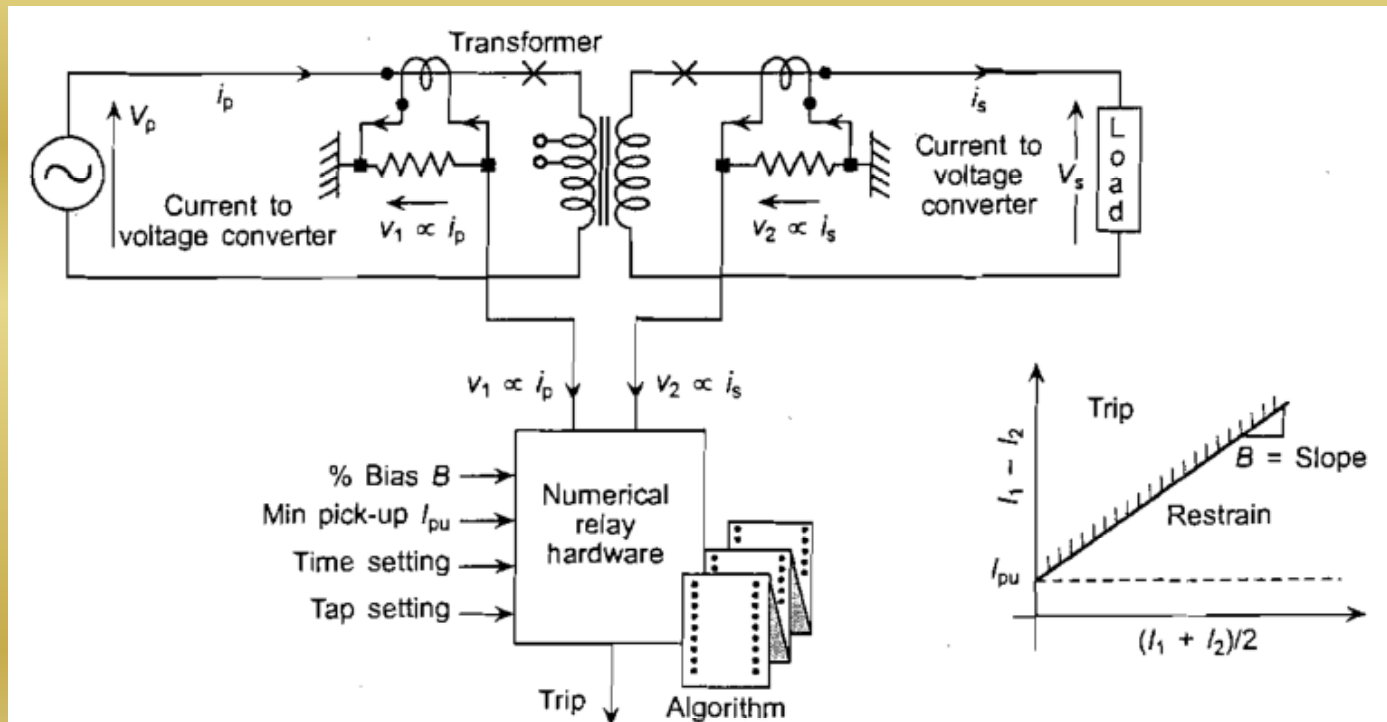 Transformer
i_p
i_s
V_p
Current to
voltage converter
v_1 ∝ i_p
v_2 ∝ i_s
Current to
voltage
converter
V_s
Load
v_1 ∝ i_p
v_2 ∝ i_s
% Bias B
Min pick-up I_pu
Time setting
Tap setting
Numerical
relay
hardware
Trip
Algorithm
I_1 – I_2
Trip
B = Slope
Restrain
I_pu
(I_1 + I_2)/2